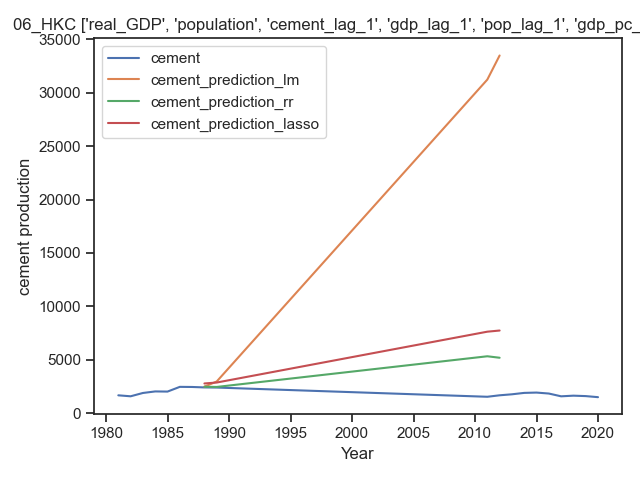 06_HKC ['real_GDP', 'population', 'cement_lag_1', 'gdp_lag_1', 'pop_lag_1', 'gdp_pc_
35000
30000
25000
20000
15000
10000
5000
0
cement production
cement
cement_prediction_lm
cement_prediction_rr
cement_prediction_lasso
1980 1985 1990 1995 2000 2005 2010 2015 2020
Year